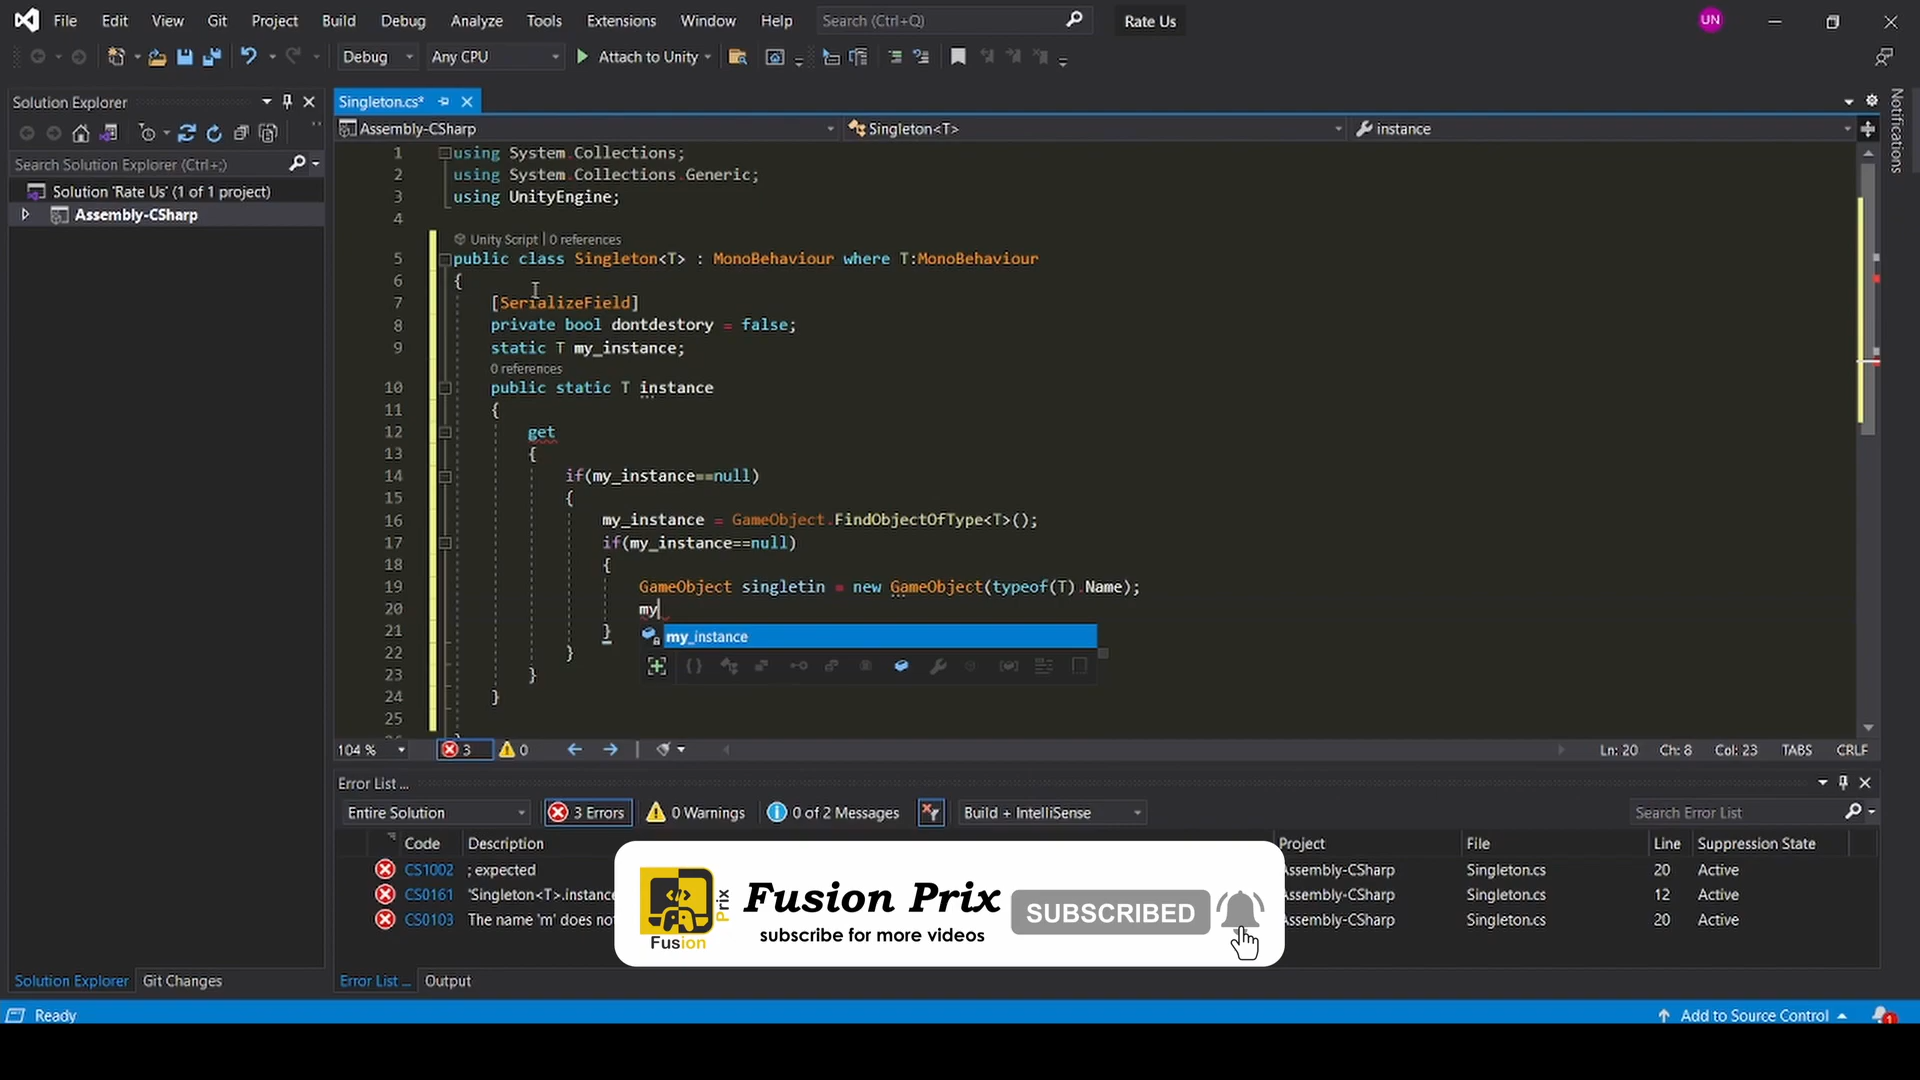 File Edit View Git Project Build Debug Analyze Tools Extensions Window Help Search (Ctrl+Q) Rate Us UN
Debug Any CPU Attach to Unity
Solution Explorer
Search Solution Explorer (Ctrl+;)
Solution 'Rate Us' (1 of 1 project)
Assembly-CSharp
Singleton.cs*
Assembly-CSharp Singleton<T> instance
Notifications
1 using System.Collections;
2 using System.Collections.Generic;
3 using UnityEngine;
4
Unity Script | 0 references
5 public class Singleton<T> : MonoBehaviour where T:MonoBehaviour
6 {
7 [SerializeField]
8 private bool dontdestory = false;
9 static T my_instance;
0 references
10 public static T instance
11 {
12 get
13 {
14 if(my_instance==null)
15 {
16 my_instance = GameObject.FindObjectOfType<T>();
17 if(my_instance==null)
18 {
19 GameObject singletin = new GameObject(typeof(T).Name);
20 my
21 }
my_instance
22 }
23 }
24 }
25
104 % 3 0 Ln: 20 Ch: 8 Col: 23 TABS CRLF
Error List ...
Entire Solution 3 Errors 0 Warnings 0 of 2 Messages Build + IntelliSense Search Error List
Code Description Project File Line Suppression State
CS1002 ; expected Assembly-CSharp Singleton.cs 20 Active
CS0161 'Singleton<T>.instance Assembly-CSharp Singleton.cs 12 Active
CS0103 The name 'm' does no Assembly-CSharp Singleton.cs 20 Active
Fusion Prix
Fusion Prix
subscribe for more videos
SUBSCRIBED
Solution Explorer Git Changes Error List ... Output
Ready Add to Source Control 1